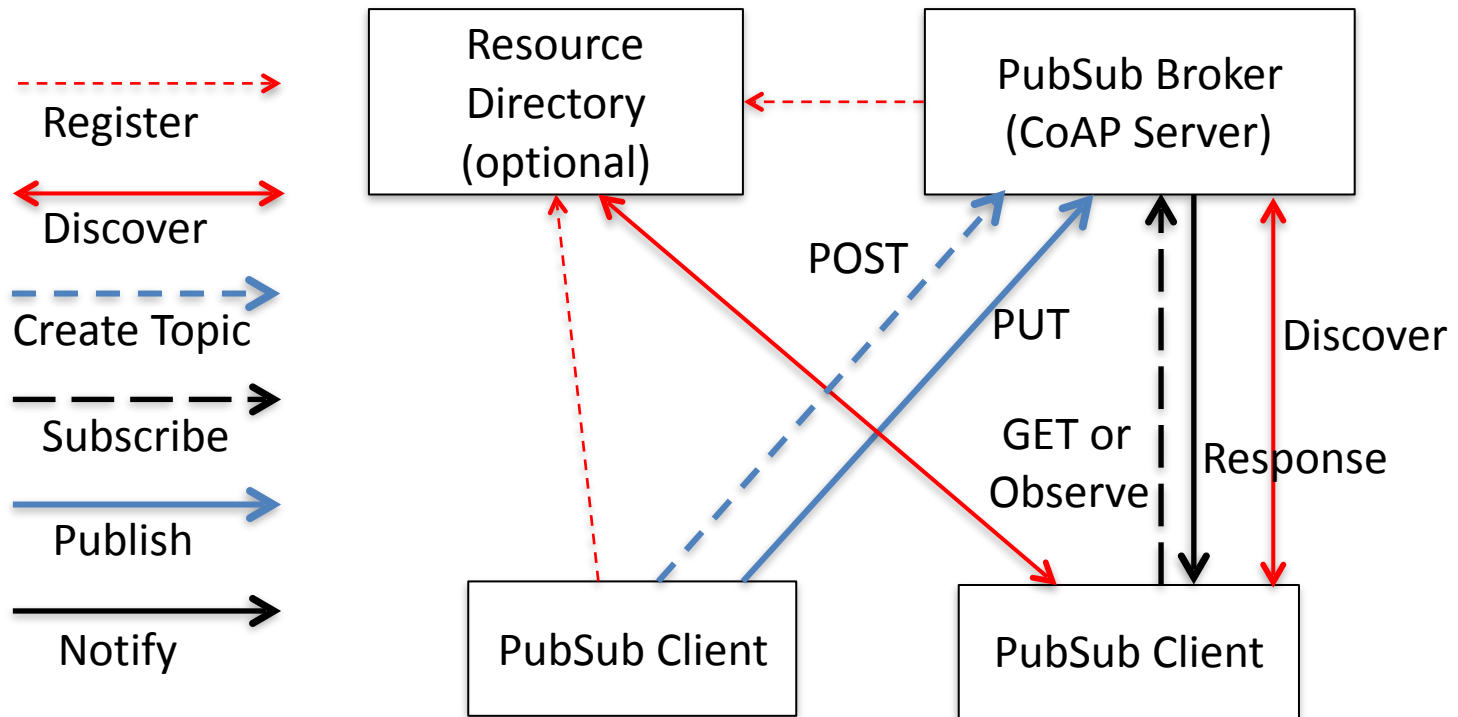 Register
Discover
Create Topic
Subscribe
Publish
Notify
Resource
Directory
(optional)
PubSub Broker
(CoAP Server)
POST
PUT
Discover
GET or
Observe
Response
PubSub Client
PubSub Client